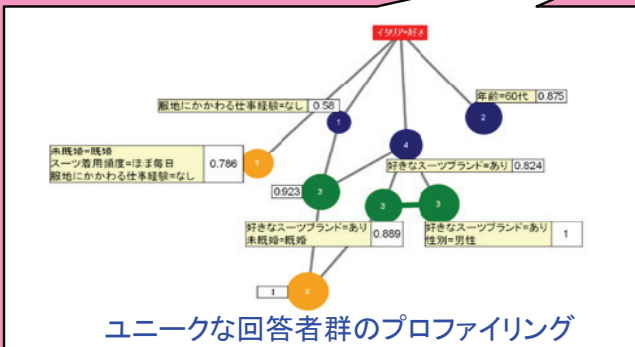 イタリア=好き
年齢=60代 0.875
服地にかかわる仕事経験=なし 0.58
1
2
4
未既婚=既婚
スーツ着用頻度=ほぼ毎日
服地にかかわる仕事経験=なし
0.786
1
好きなスーツブランド=あり 0.824
0.923
3
3
3
好きなスーツブランド=あり
未既婚=既婚
0.889
好きなスーツブランド=あり
性別=男性
1
1
2
ユニークな回答者群のプロファイリング